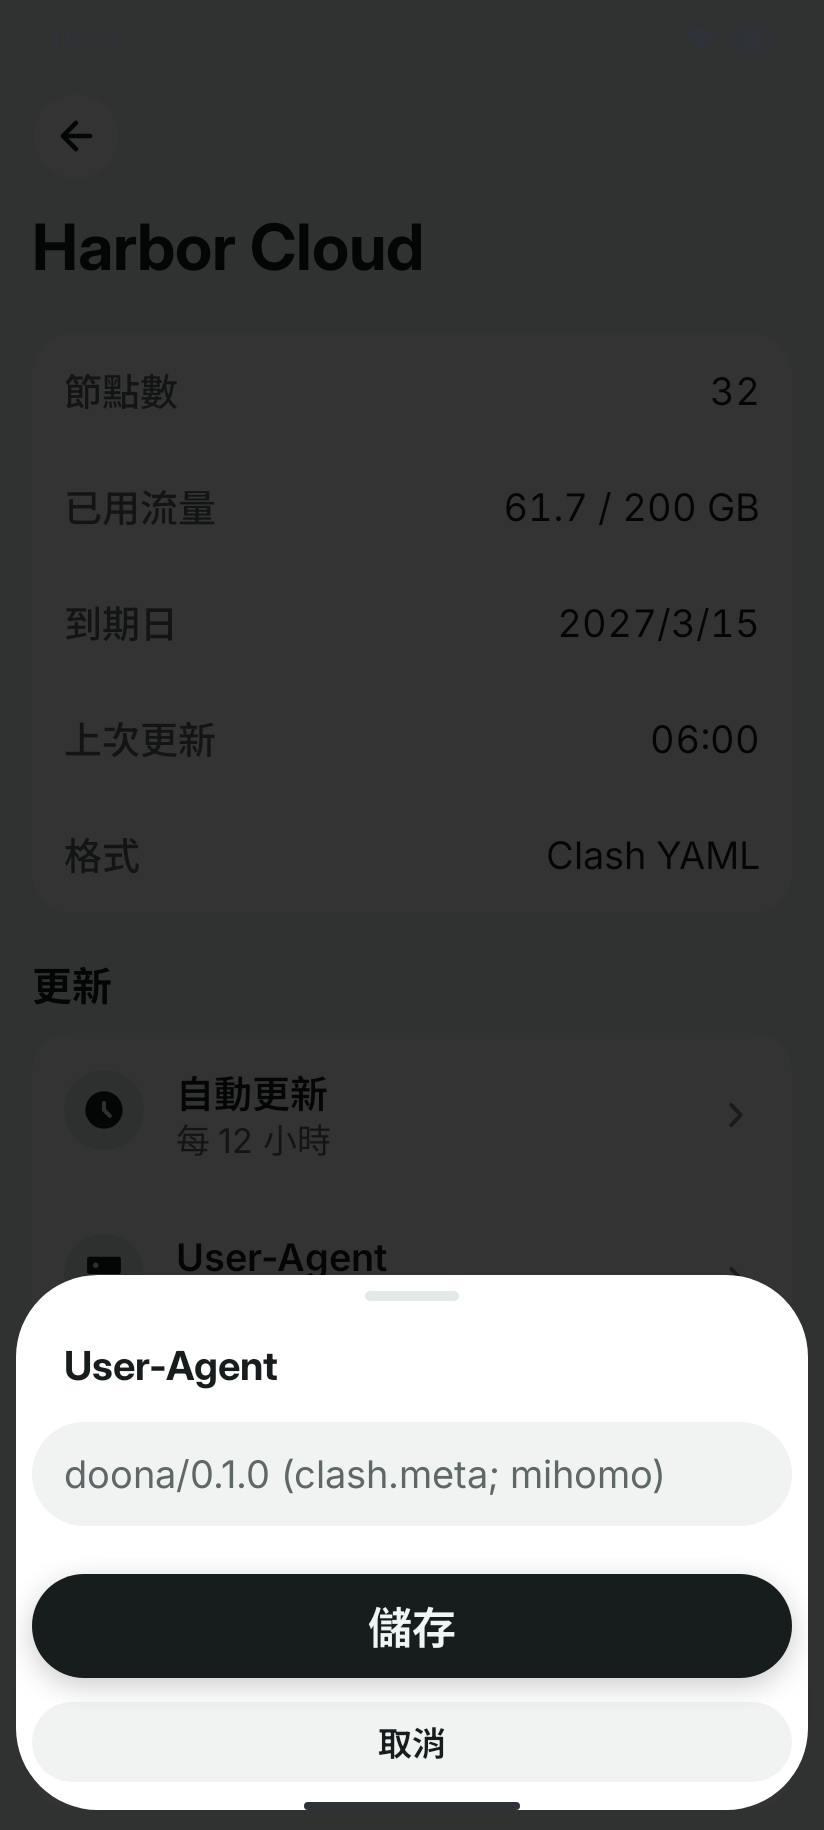 Harbor Cloud
節點數 32
已用流量 61.7 / 200 GB
到期日 2027/3/15
上次更新 06:00
格式 Clash YAML
更新
自動更新
每 12 小時
User-Agent
User-Agent
doona/0.1.0 (clash.meta; mihomo)
儲存
取消